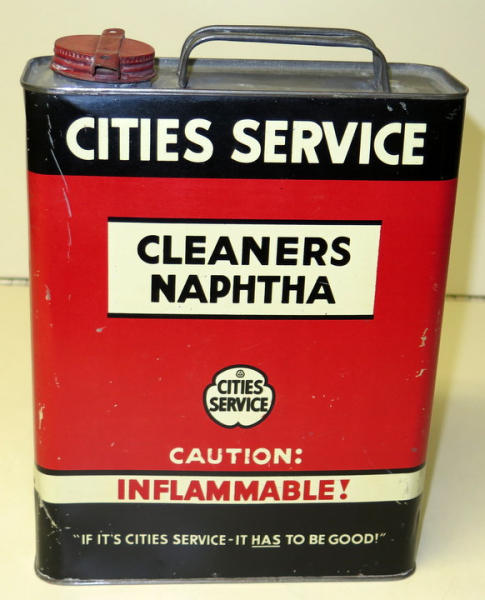 CITIES SERVICE
CLEANERS
NAPHTHA
CITIES
SERVICE
CAUTION:
INFLAMMABLE!
"IF IT'S CITIES SERVICE-IT HAS TO BE GOOD!"